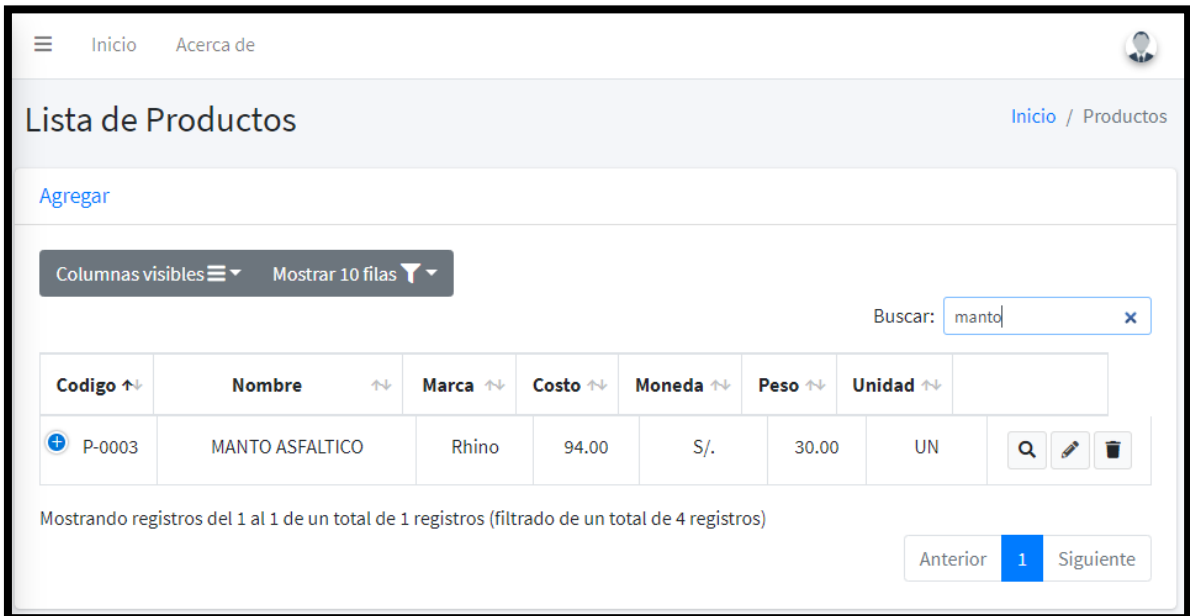 Inicio Acerca de
Lista de Productos
Inicio / Productos
Agregar
Columnas visibles Mostrar 10 filas
Buscar: manto
Codigo Nombre Marca Costo Moneda Peso Unidad
P-0003 MANTO ASFALTICO Rhino 94.00 S/. 30.00 UN
Mostrando registros del 1 al 1 de un total de 1 registros (filtrado de un total de 4 registros)
Anterior 1 Siguiente